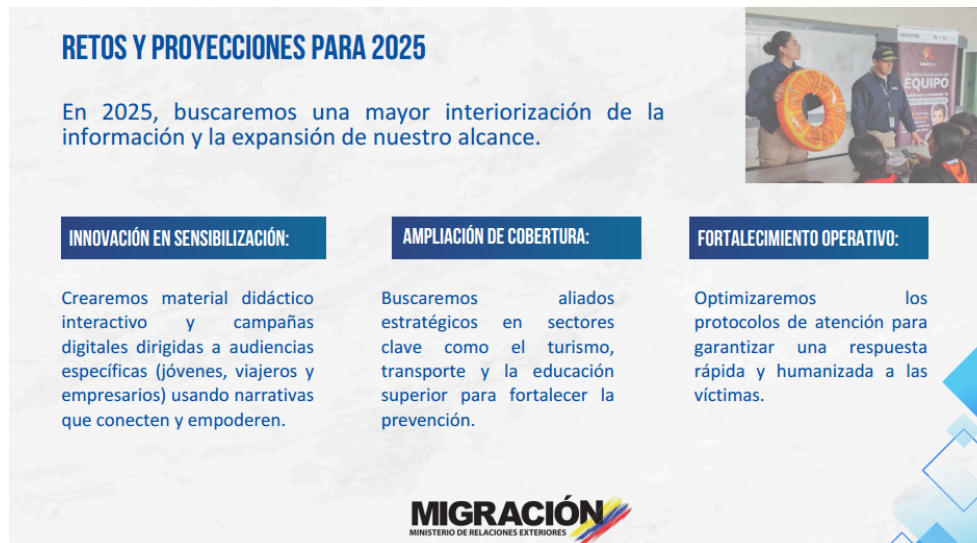 RETOS Y PROYECCIONES PARA 2025
En 2025, buscaremos una mayor interiorización de la
información y la expansión de nuestro alcance.
EQUIPO
INNOVACIÓN EN SENSIBILIZACIÓN:
Crearemos material didáctico
interactivo y campañas
digitales dirigidas a audiencias
específicas (jóvenes, viajeros y
empresarios) usando narrativas
que conecten y empoderen.
AMPLIACIÓN DE COBERTURA:
Buscaremos aliados
estratégicos en sectores
clave como el turismo,
transporte y la educación
superior para fortalecer la
prevención.
FORTALECIMIENTO OPERATIVO:
Optimizaremos los
protocolos de atención para
garantizar una respuesta
rápida y humanizada a las
víctimas.
MIGRACIÓN
MINISTERIO DE RELACIONES EXTERIORES